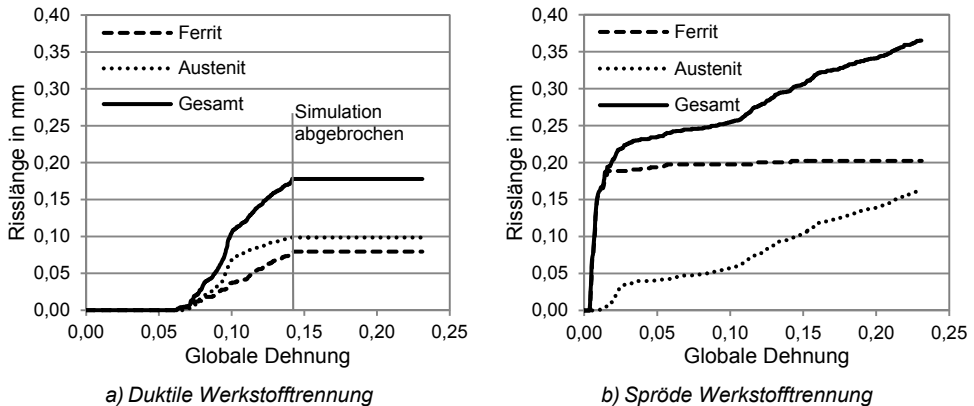 0,40
0,35
0,30
0,25
0,20
0,15
0,10
0,05
0,00
Risslänge in mm
Ferrit
Austenit
Gesamt
Simulation
abgebrochen
0,00 0,05 0,10 0,15 0,20 0,25
Globale Dehnung
a) Duktile Werkstofftrennung
0,40
0,35
0,30
0,25
0,20
0,15
0,10
0,05
0,00
Risslänge in mm
Ferrit
Austenit
Gesamt
0,00 0,05 0,10 0,15 0,20 0,25
Globale Dehnung
b) Spröde Werkstofftrennung